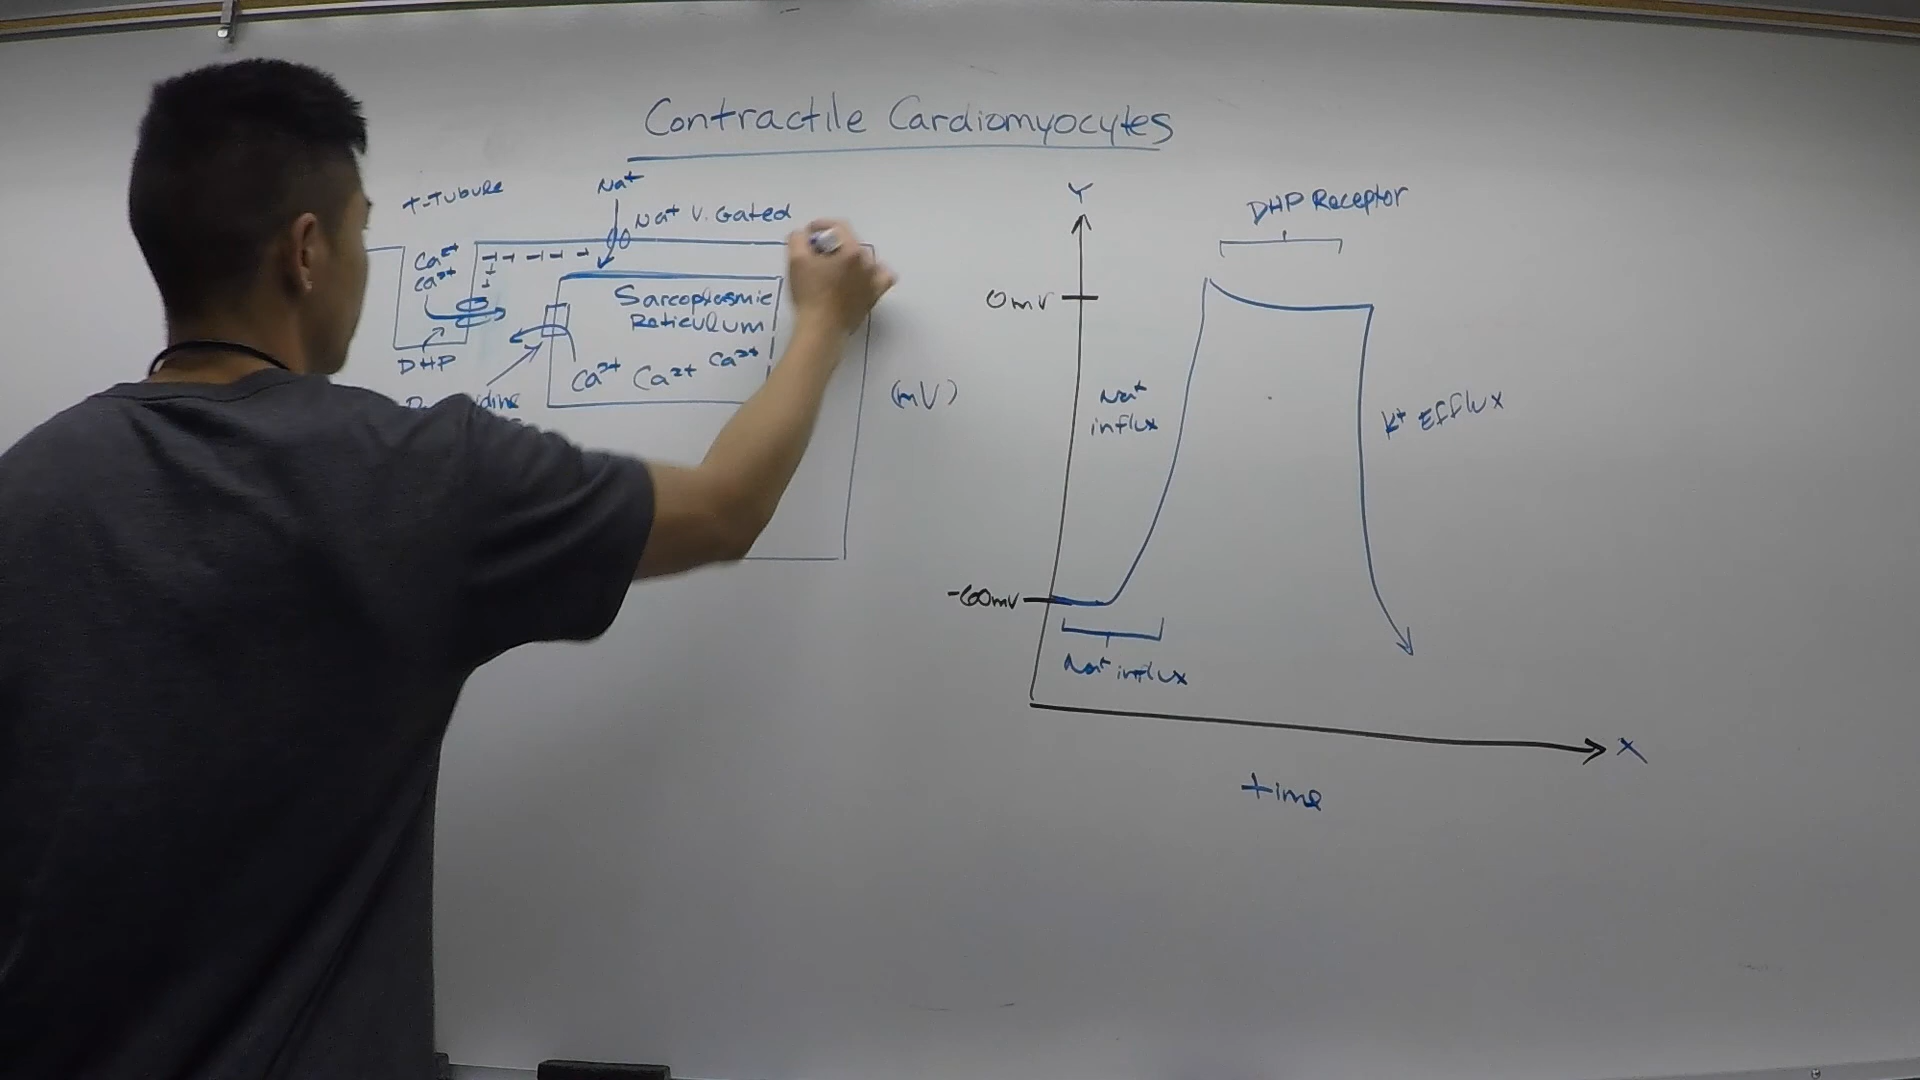 Contractile Cardiomyocytes
T-Tubule
Na⁺
Na⁺ V. Gated
Ca²⁺
Ca²⁺
DHP
Sarcoplasmic
Reticulum
Ca²⁺ Ca²⁺ Ca²⁺
Y
DHP Receptor
0mV
(mV)
Na⁺
influx
K⁺ Efflux
-60mV
Na⁺ influx
X
time